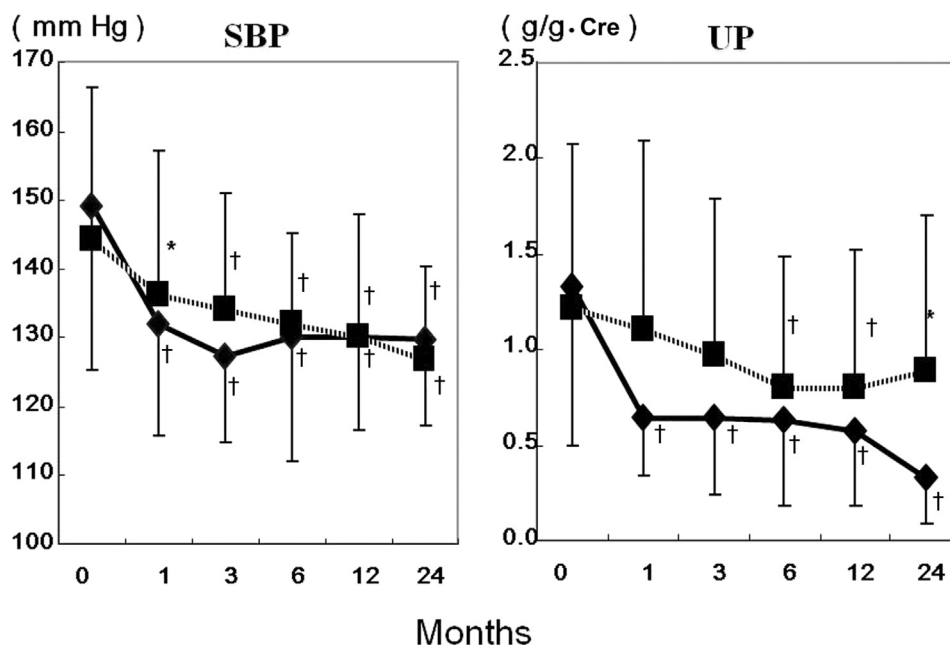 ( mm Hg)
SBP
170
160
150
140
130
120
110
100
* † † † †
† † † † †
0 1 3 6 12 24
( g/g·Cre)
UP
2.5
2.0
1.5
1.0
0.5
0.0
† † *
† † † † †
0 1 3 6 12 24
Months